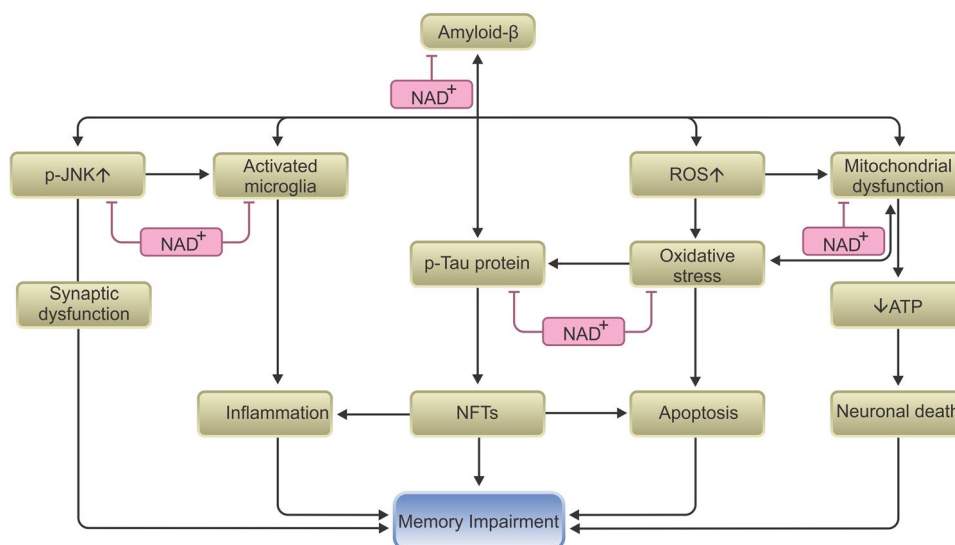 Amyloid-β
NAD+
p-JNK↑
Activated
microglia
ROS↑
Mitochondrial
dysfunction
NAD+
NAD+
p-Tau protein
Oxidative
stress
Synaptic
dysfunction
NAD+
↓ATP
Inflammation
NFTs
Apoptosis
Neuronal death
Memory Impairment